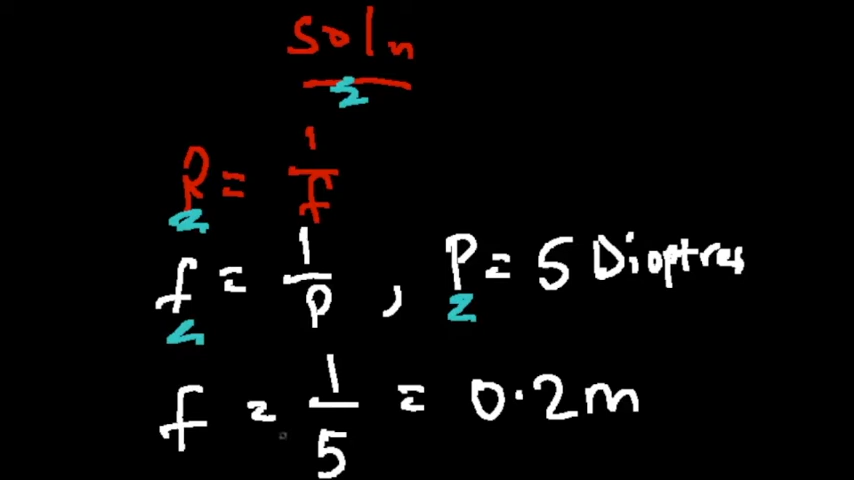 Soln
P = 1/f
f = 1/P , P = 5 Dioptres
f = 1/5 = 0.2m